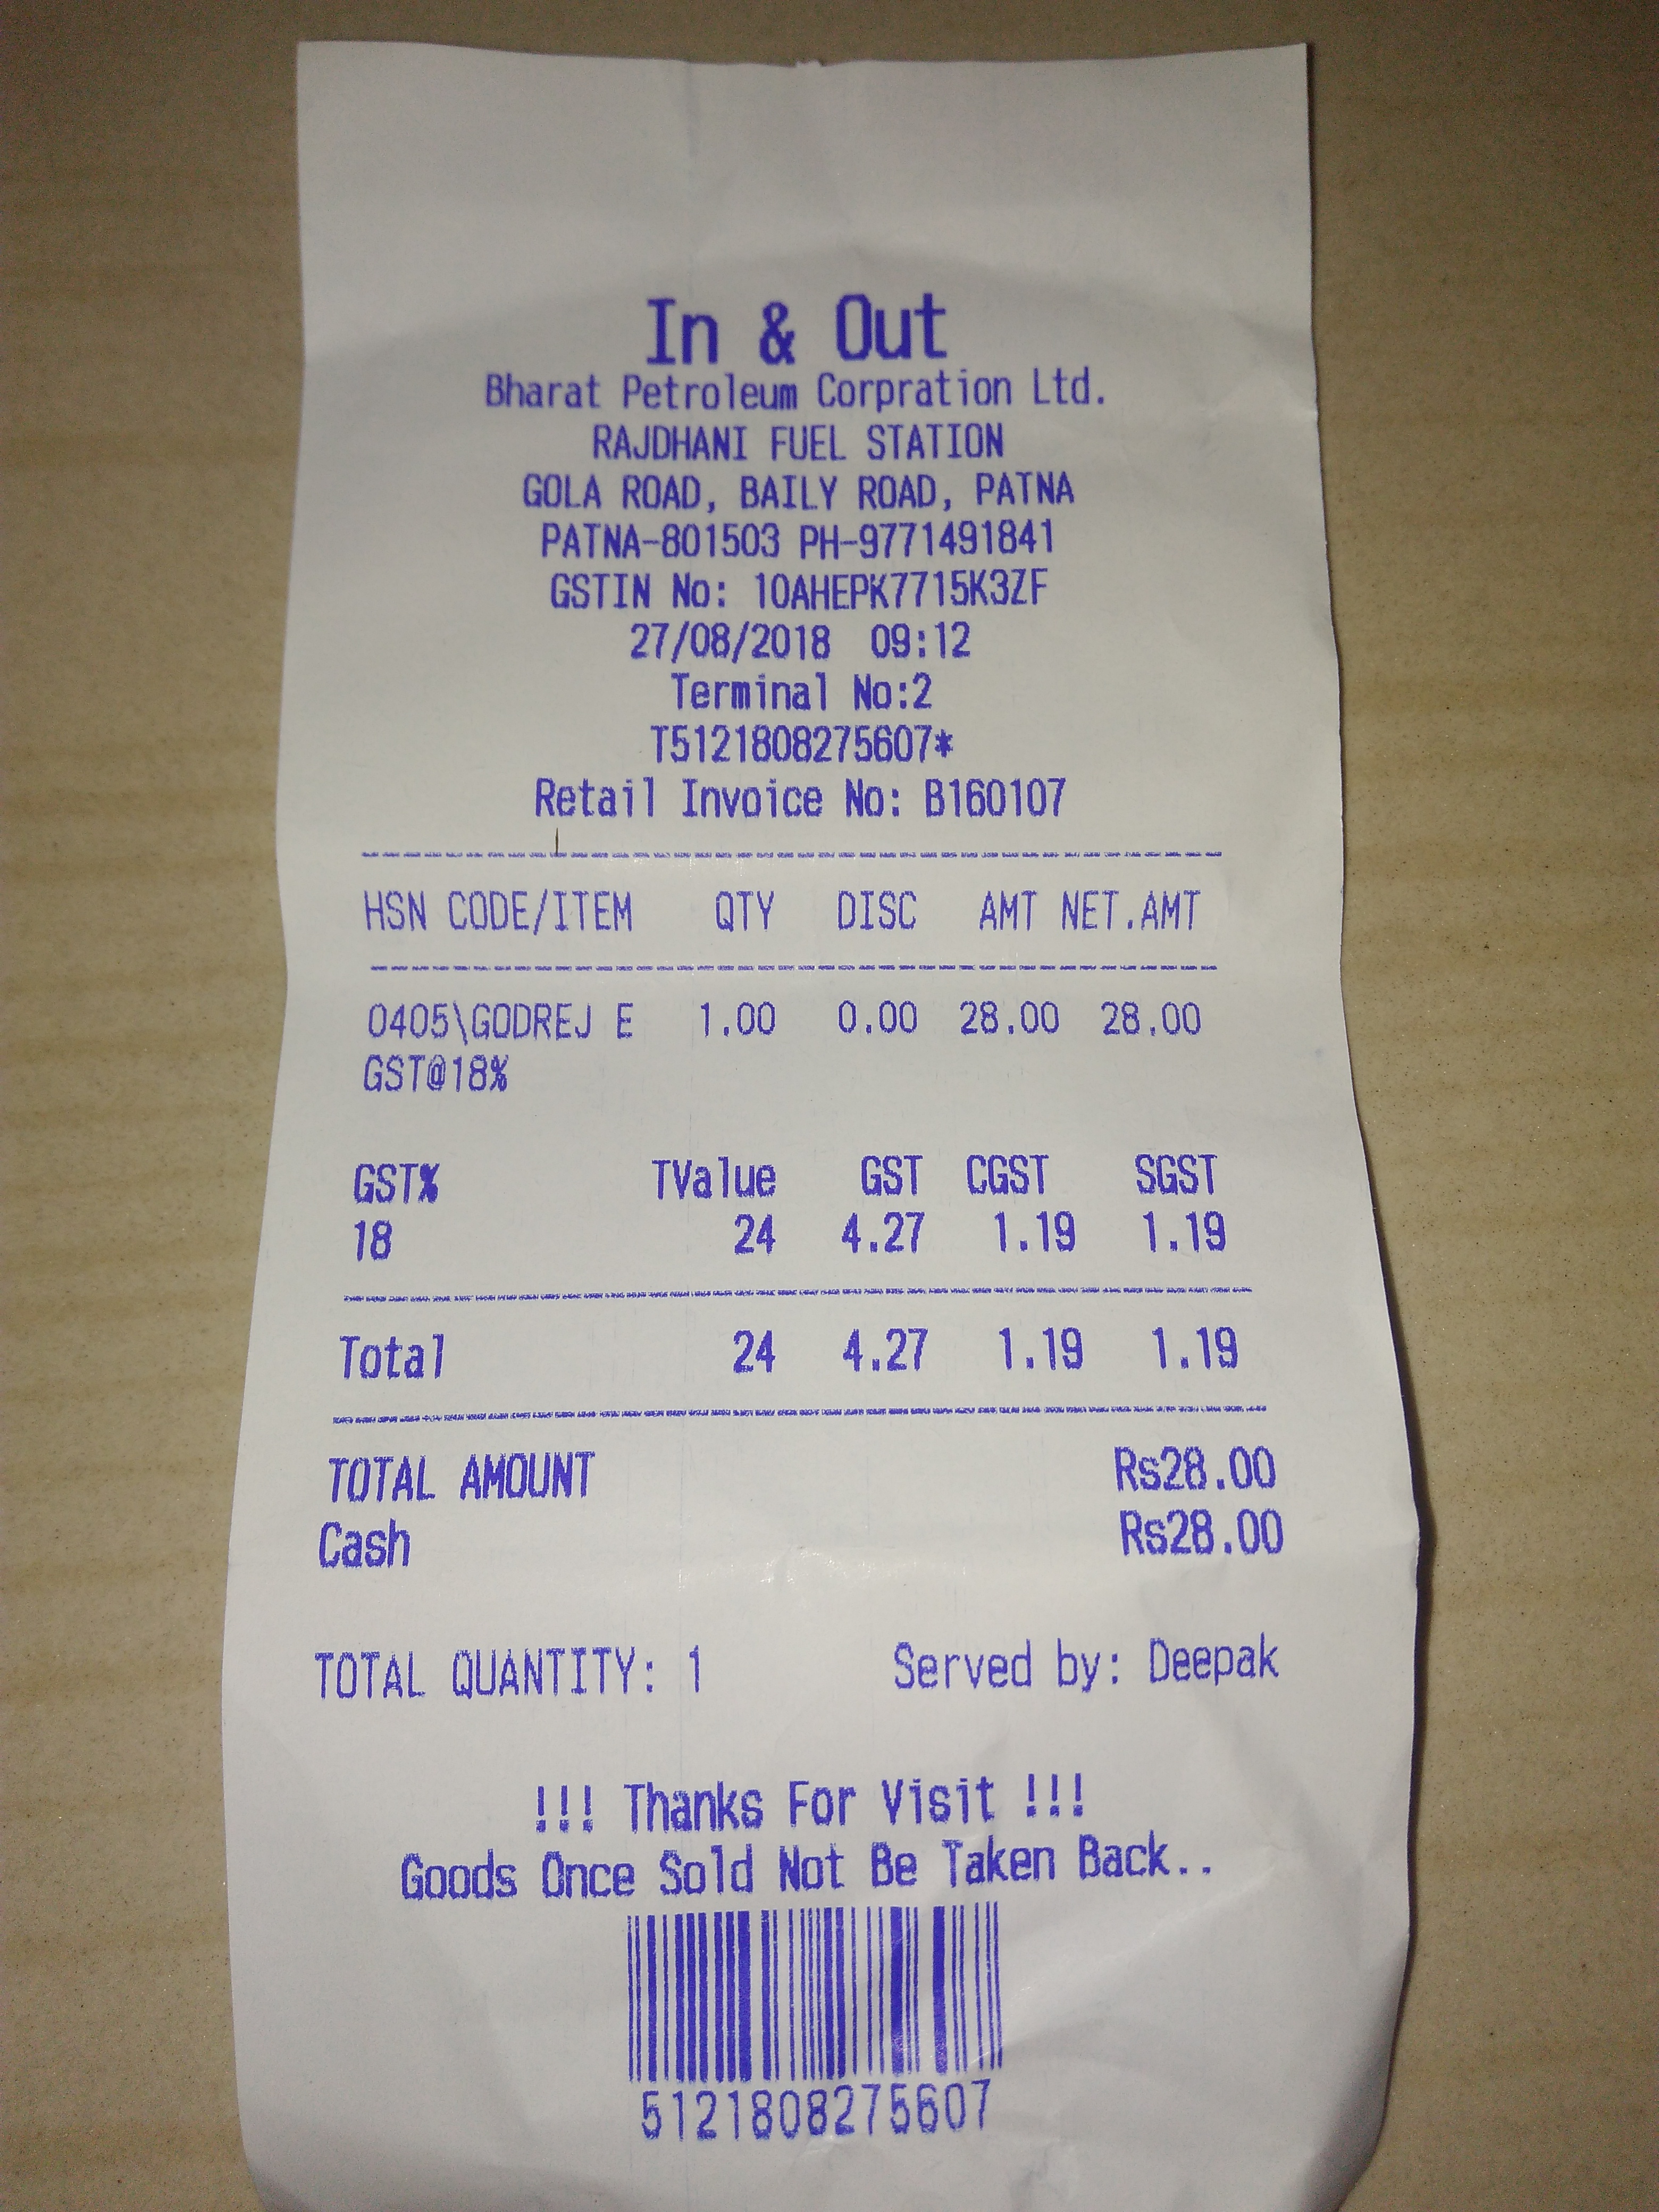 In & Out
Bharat Petroleum Corpration Ltd.
RAJDHANI FUEL STATION
GOLA ROAD, BAILY ROAD, PATNA
PATNA-801503 PH-9771491841
GSTIN No: 10AHEPK7715K3ZF
27/08/2018 09:12
Terminal No:2
T5121808275607*
Retail Invoice No: B160107
HSN CODE/ITEM QTY DISC AMT NET.AMT
0405\GODREJ E 1.00 0.00 28.00 28.00
GST@18%
GST% TValue GST CGST SGST
18 24 4.27 1.19 1.19
Total 24 4.27 1.19 1.19
TOTAL AMOUNT Rs28.00
Cash Rs28.00
TOTAL QUANTITY: 1 Served by: Deepak
!!! Thanks For Visit !!!
Goods Once Sold Not Be Taken Back..
5121808275607